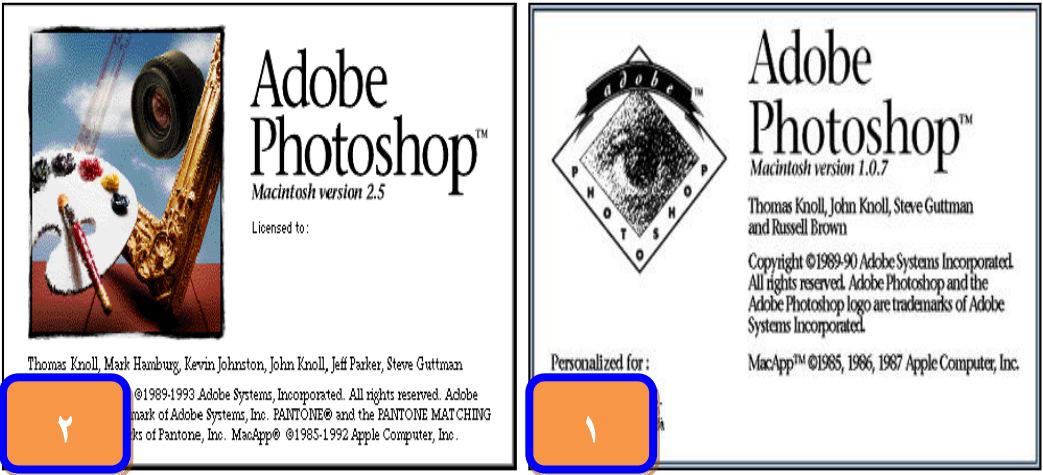 Adobe
Photoshop™
Macintosh version 2.5
Licensed to:
Thomas Knoll, Mark Hamburg, Kevin Johnston, John Knoll, Jeff Parker, Steve Guttman
©1989-1993 Adobe Systems, Incorporated. All rights reserved. Adobe
mark of Adobe Systems, Inc. PANTONE® and the PANTONE MATCHING
ks of Pantone, Inc. MacApp® ©1985-1992 Apple Computer, Inc.
٢
adobe™
PHOTOSHOP
Adobe
Photoshop™
Macintosh version 1.0.7
Thomas Knoll, John Knoll, Steve Guttman
and Russell Brown
Copyright ©1989-90 Adobe Systems Incorporated.
All rights reserved. Adobe Photoshop and the
Adobe Photoshop logo are trademarks of Adobe
Systems Incorporated.
Personalized for:
MacApp™ ©1985, 1986, 1987 Apple Computer, Inc.
١